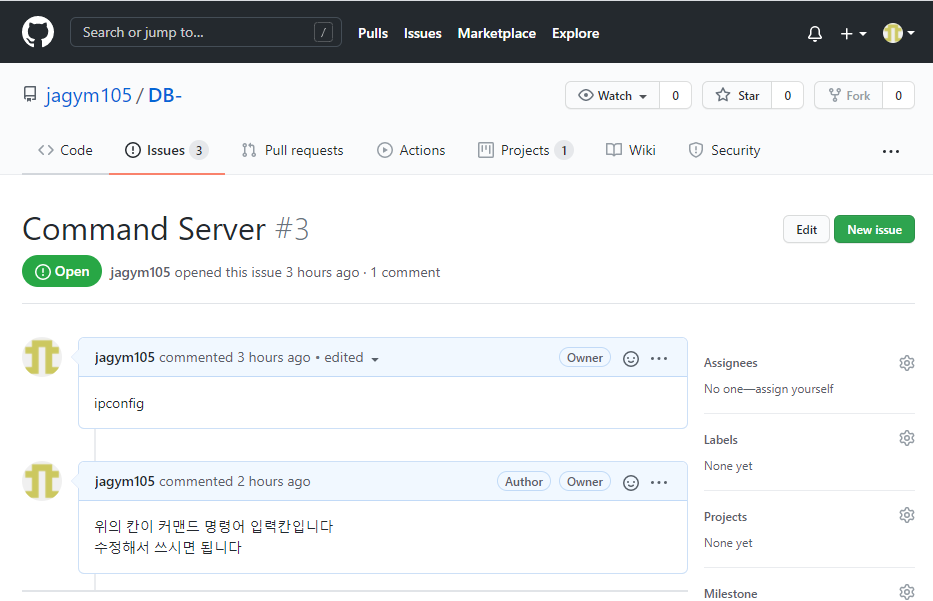 Search or jump to... /
Pulls Issues Marketplace Explore
jagym105 / DB-
Watch 0 Star 0 Fork 0
Code Issues 3 Pull requests Actions Projects 1 Wiki Security
Command Server #3
Edit New issue
Open jagym105 opened this issue 3 hours ago · 1 comment
jagym105 commented 3 hours ago • edited Owner
ipconfig
jagym105 commented 2 hours ago Author Owner
위의 칸이 커맨드 명령어 입력칸입니다
수정해서 쓰시면 됩니다
Assignees
No one—assign yourself
Labels
None yet
Projects
None yet
Milestone